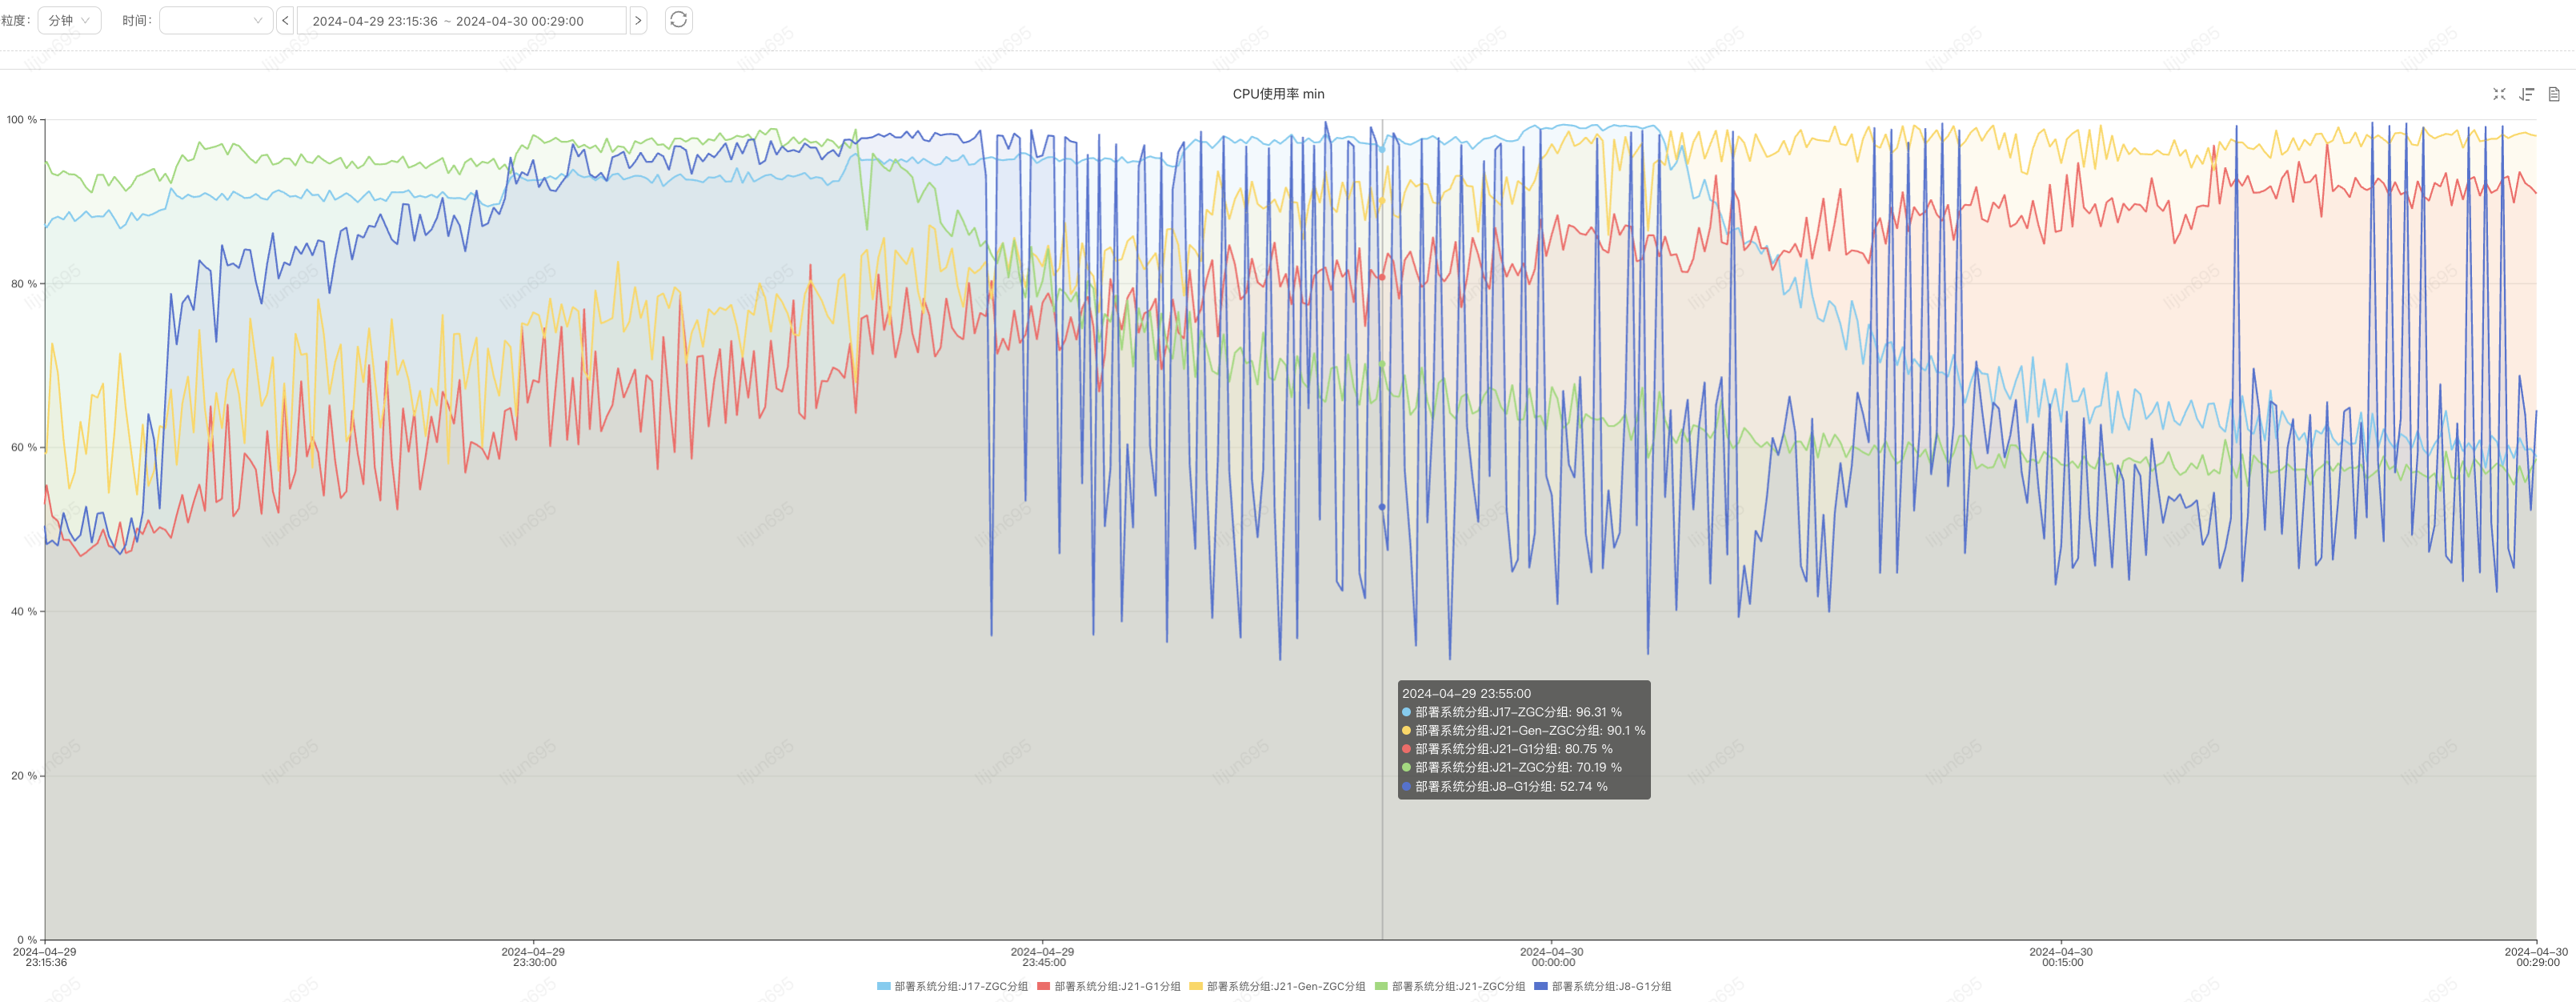 粒度: 分钟 时间: < 2024-04-29 23:15:36 ~ 2024-04-30 00:29:00 >
CPU使用率 min
100 %
80 %
60 %
40 %
20 %
0 %
2024-04-29 23:55:00
部署系统分组:J17-ZGC分组: 96.31 %
部署系统分组:J21-Gen-ZGC分组: 90.1 %
部署系统分组:J21-G1分组: 80.75 %
部署系统分组:J21-ZGC分组: 70.19 %
部署系统分组:J8-G1分组: 52.74 %
2024-04-29 23:15:36
2024-04-29 23:30:00
2024-04-29 23:45:00
2024-04-30 00:00:00
2024-04-30 00:15:00
2024-04-30 00:29:00
部署系统分组:J17-ZGC分组 部署系统分组:J21-G1分组 部署系统分组:J21-Gen-ZGC分组 部署系统分组:J21-ZGC分组 部署系统分组:J8-G1分组